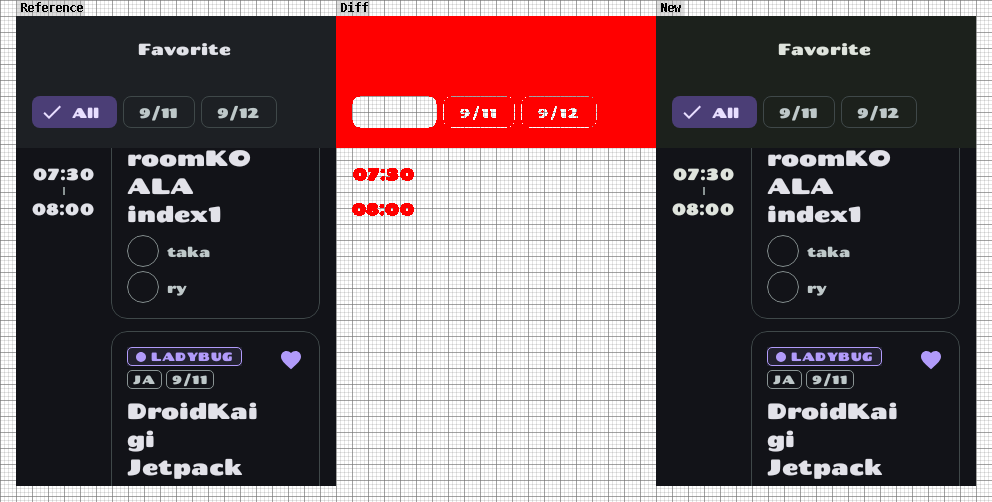 Reference
Diff
New
Favorite
All
9/11
9/12
07:30
08:00
roomKO
ALA
index1
taka
ry
LADYBUG
JA
9/11
DroidKai
gi
Jetpack
9/11
9/12
07:30
08:00
Favorite
All
9/11
9/12
07:30
08:00
roomKO
ALA
index1
taka
ry
LADYBUG
JA
9/11
DroidKai
gi
Jetpack